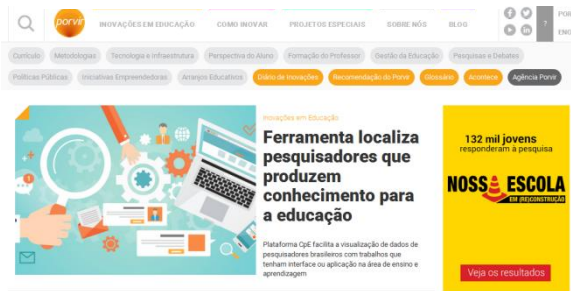 porvir
INOVAÇÕES EM EDUCAÇÃO
COMO INOVAR
PROJETOS ESPECIAIS
SOBRE NÓS
BLOG
?
POR
ENG
Currículo
Metodologias
Tecnologia e Infraestrutura
Perspectiva do Aluno
Formação do Professor
Gestão da Educação
Pesquisas e Debates
Políticas Públicas
Iniciativas Empreendedoras
Arranjos Educativos
Diário de Inovações
Recomendação do Porvir
Glossário
Acontece
Agência Porvir
Inovações em Educação
Ferramenta localiza
pesquisadores que
produzem
conhecimento para
a educação
Plataforma CpE facilita a visualização de dados de
pesquisadores brasileiros com trabalhos que
tenham interface ou aplicação na área de ensino e
aprendizagem
132 mil jovens
responderam à pesquisa
NOSSA ESCOLA
EM (RE)CONSTRUÇÃO
Veja os resultados